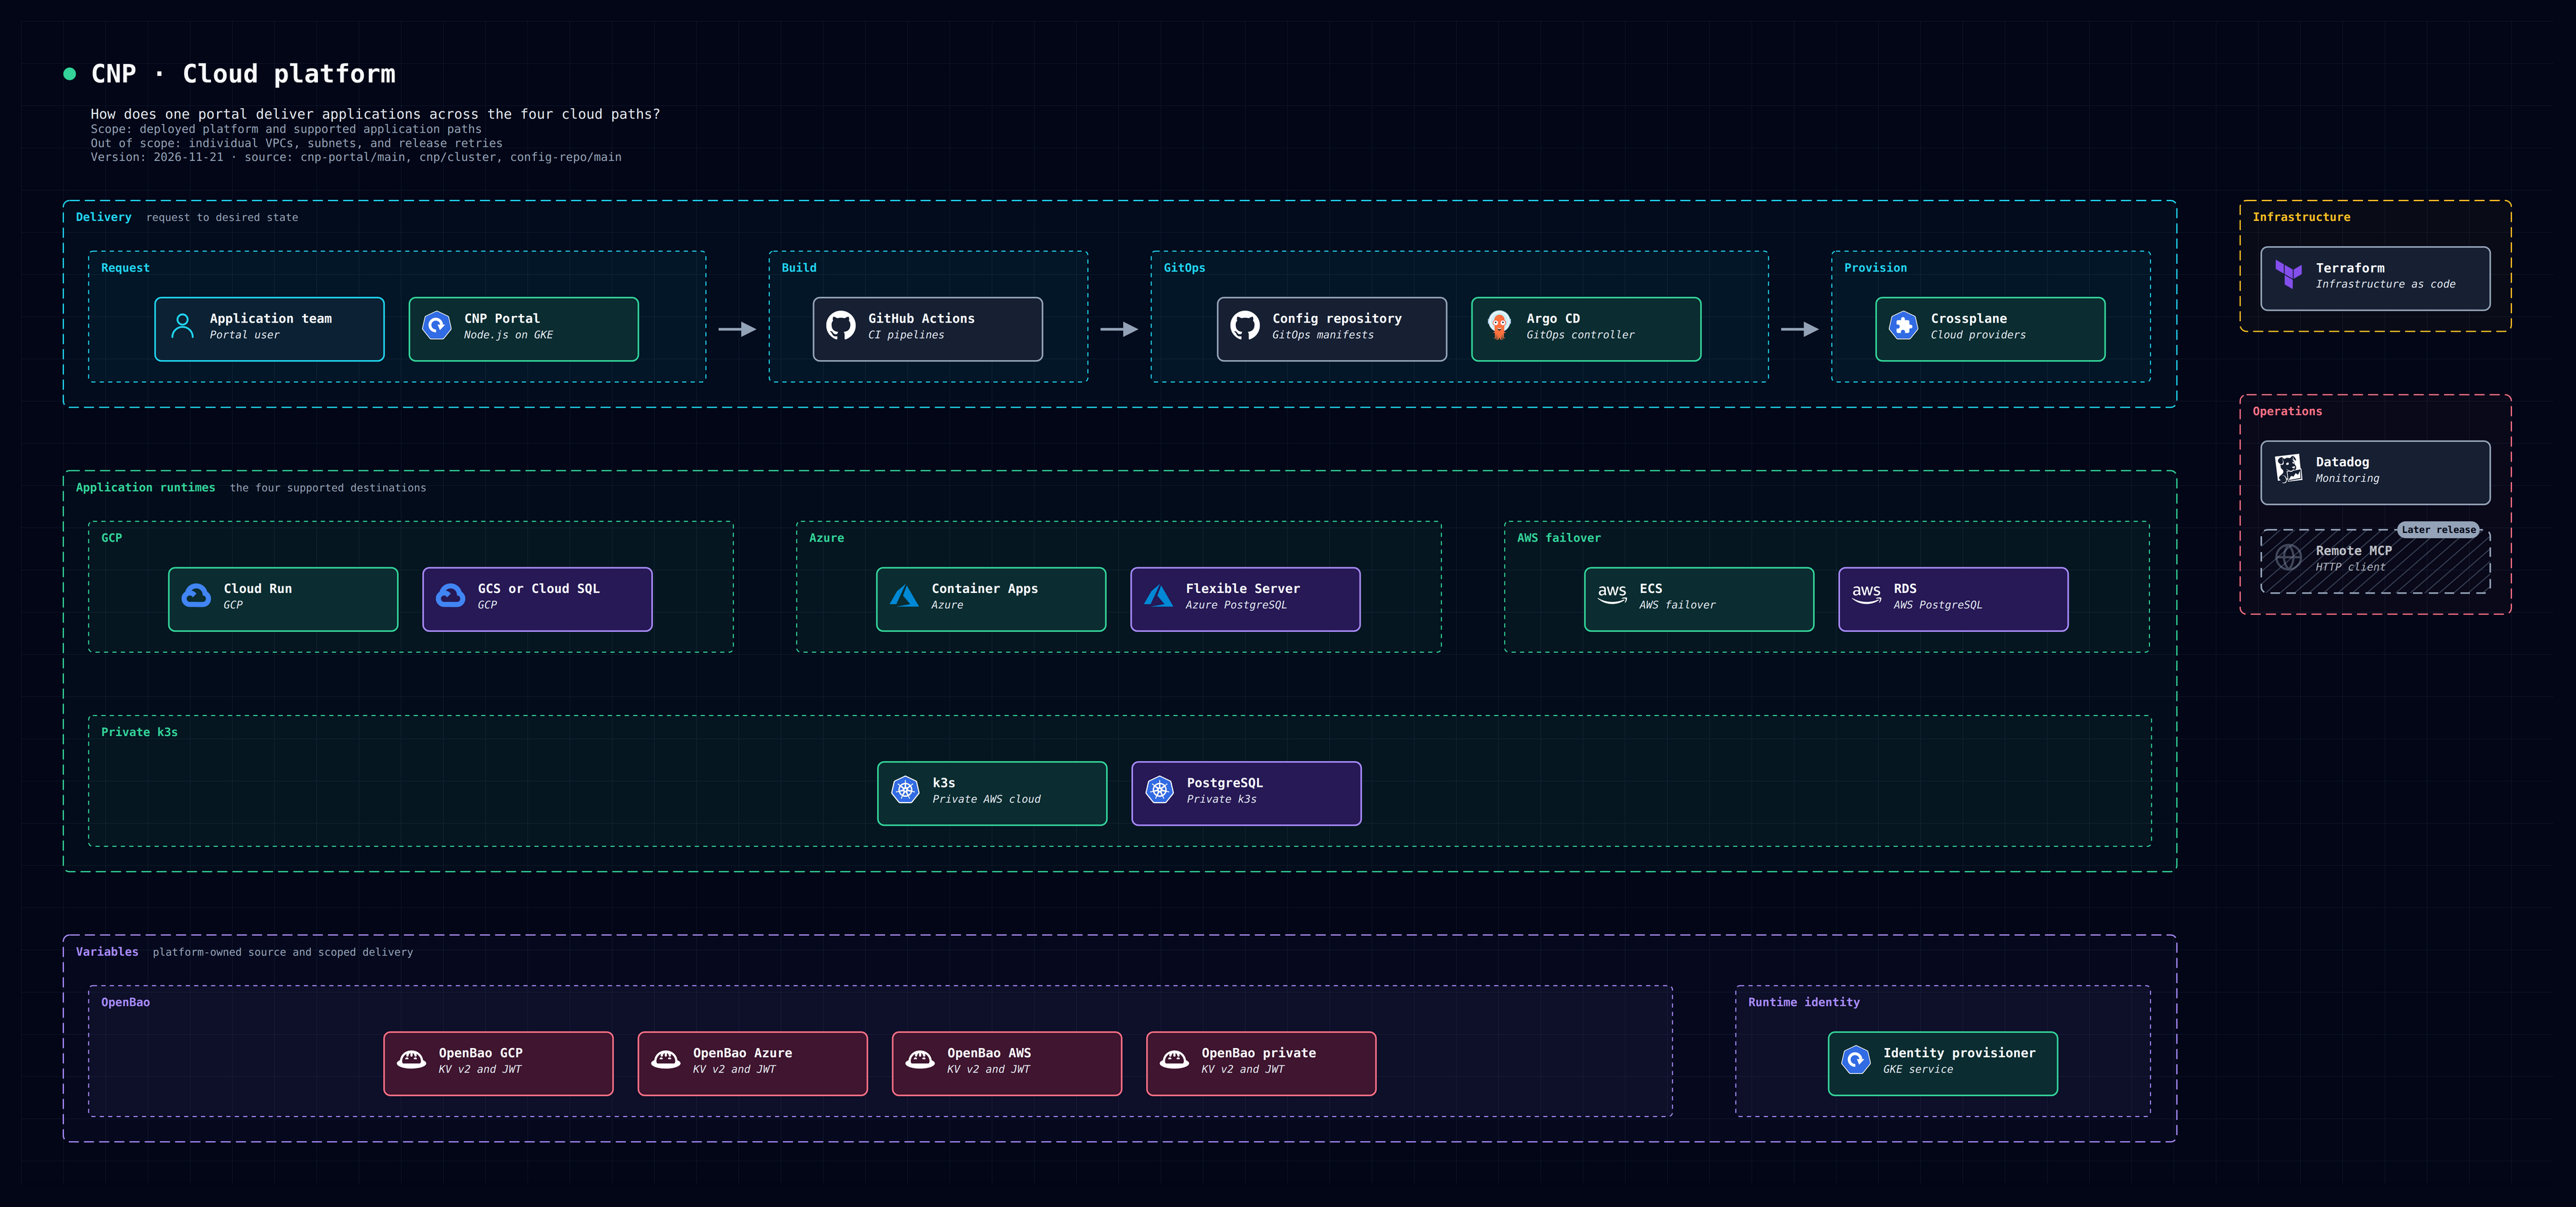 CNP · Cloud platform
How does one portal deliver applications across the four cloud paths?
Scope: deployed platform and supported application paths
Out of scope: individual VPCs, subnets, and release retries
Version: 2026-11-21 · source: cnp-portal/main, cnp/cluster, config-repo/main
Delivery request to desired state
Request
Application team
Portal user
CNP Portal
Node.js on GKE
Build
GitHub Actions
CI pipelines
GitOps
Config repository
GitOps manifests
Argo CD
GitOps controller
Provision
Crossplane
Cloud providers
Infrastructure
Terraform
Infrastructure as code
Operations
Datadog
Monitoring
Later release
Remote MCP
HTTP client
Application runtimes the four supported destinations
GCP
Cloud Run
GCP
GCS or Cloud SQL
GCP
Azure
Container Apps
Azure
Flexible Server
Azure PostgreSQL
AWS failover
aws
ECS
AWS failover
aws
RDS
AWS PostgreSQL
Private k3s
k3s
Private AWS cloud
PostgreSQL
Private k3s
Variables platform-owned source and scoped delivery
OpenBao
OpenBao GCP
KV v2 and JWT
OpenBao Azure
KV v2 and JWT
OpenBao AWS
KV v2 and JWT
OpenBao private
KV v2 and JWT
Runtime identity
Identity provisioner
GKE service